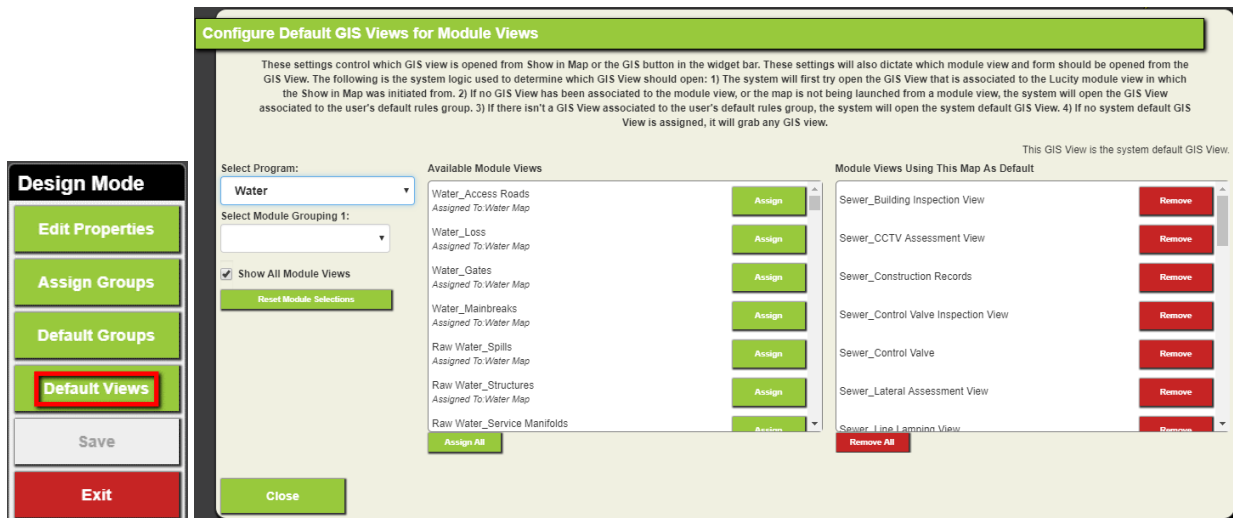 Design Mode
Edit Properties
Assign Groups
Default Groups
Default Views
Save
Exit
Configure Default GIS Views for Module Views
These settings control which GIS view is opened from Show in Map or the GIS button in the widget bar. These settings will also dictate which module view and form should be opened from the
GIS View. The following is the system logic used to determine which GIS View should open: 1) The system will first try open the GIS View that is associated to the Lucity module view in which
the Show in Map was initiated from. 2) If no GIS View has been associated to the module view, or the map is not being launched from a module view, the system will open the GIS View
associated to the user's default rules group. 3) If there isn't a GIS View associated to the user's default rules group, the system will open the system default GIS View. 4) If no system default GIS
View is assigned, it will grab any GIS view.
This GIS View is the system default GIS View.
Select Program:
Water
Select Module Grouping 1:
Show All Module Views
Reset Module Selections
Available Module Views
Water_Access Roads
Assigned To:Water Map
Assign
Water_Loss
Assigned To:Water Map
Assign
Water_Gates
Assigned To:Water Map
Assign
Water_Mainbreaks
Assigned To:Water Map
Assign
Raw Water_Spills
Assigned To:Water Map
Assign
Raw Water_Structures
Assigned To:Water Map
Assign
Raw Water_Service Manifolds
Assign
Assign All
Module Views Using This Map As Default
Sewer_Building Inspection View
Remove
Sewer_CCTV Assessment View
Remove
Sewer_Construction Records
Remove
Sewer_Control Valve Inspection View
Remove
Sewer_Control Valve
Remove
Sewer_Lateral Assessment View
Remove
Sewer_Line Lamping View
Remove
Remove All
Close